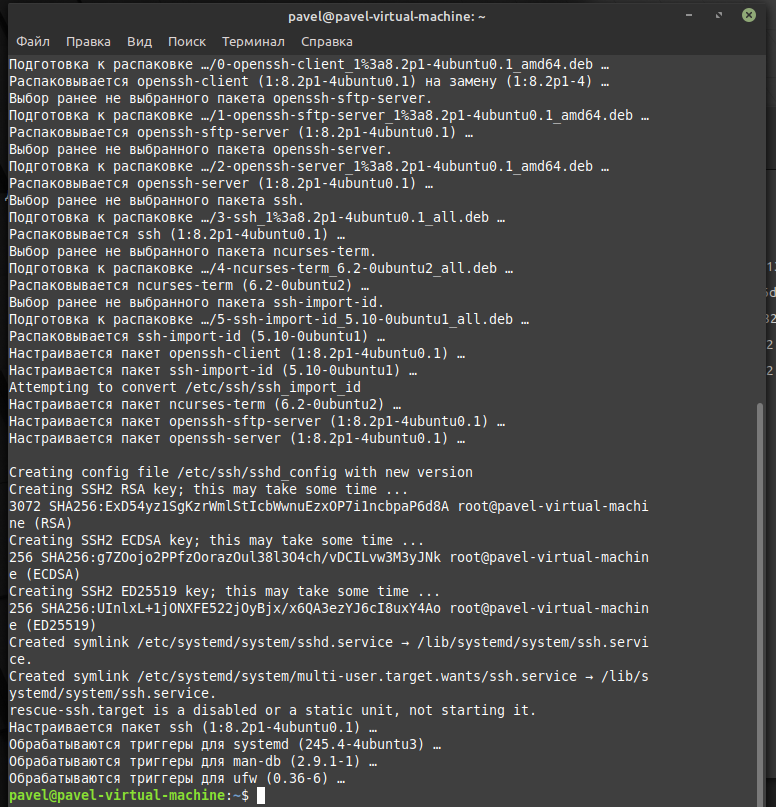 pavel@pavel-virtual-machine: ~
Файл Правка Вид Поиск Терминал Справка
Подготовка к распаковке …/0-openssh-client_1%3a8.2p1-4ubuntu0.1_amd64.deb …
Распаковывается openssh-client (1:8.2p1-4ubuntu0.1) на замену (1:8.2p1-4) …
Выбор ранее не выбранного пакета openssh-sftp-server.
Подготовка к распаковке …/1-openssh-sftp-server_1%3a8.2p1-4ubuntu0.1_amd64.deb …
Распаковывается openssh-sftp-server (1:8.2p1-4ubuntu0.1) …
Выбор ранее не выбранного пакета openssh-server.
Подготовка к распаковке …/2-openssh-server_1%3a8.2p1-4ubuntu0.1_amd64.deb …
Распаковывается openssh-server (1:8.2p1-4ubuntu0.1) …
Выбор ранее не выбранного пакета ssh.
Подготовка к распаковке …/3-ssh_1%3a8.2p1-4ubuntu0.1_all.deb …
Распаковывается ssh (1:8.2p1-4ubuntu0.1) …
Выбор ранее не выбранного пакета ncurses-term.
Подготовка к распаковке …/4-ncurses-term_6.2-0ubuntu2_all.deb …
Распаковывается ncurses-term (6.2-0ubuntu2) …
Выбор ранее не выбранного пакета ssh-import-id.
Подготовка к распаковке …/5-ssh-import-id_5.10-0ubuntu1_all.deb …
Распаковывается ssh-import-id (5.10-0ubuntu1) …
Настраивается пакет openssh-client (1:8.2p1-4ubuntu0.1) …
Настраивается пакет ssh-import-id (5.10-0ubuntu1) …
Attempting to convert /etc/ssh/ssh_import_id
Настраивается пакет ncurses-term (6.2-0ubuntu2) …
Настраивается пакет openssh-sftp-server (1:8.2p1-4ubuntu0.1) …
Настраивается пакет openssh-server (1:8.2p1-4ubuntu0.1) …
Creating config file /etc/ssh/sshd_config with new version
Creating SSH2 RSA key; this may take some time ...
3072 SHA256:ExD54yz1SgKzrWmlStIcbWwnuEzxOP7i1ncbpaP6d8A root@pavel-virtual-machi
ne (RSA)
Creating SSH2 ECDSA key; this may take some time ...
256 SHA256:g7ZOojo2PPfzOorazOul38l3O4ch/vDCILvw3M3yJNk root@pavel-virtual-machin
e (ECDSA)
Creating SSH2 ED25519 key; this may take some time ...
256 SHA256:UInlxL+1jONXFE522jOyBjx/x6QA3ezYJ6cI8uxY4Ao root@pavel-virtual-machin
e (ED25519)
Created symlink /etc/systemd/system/sshd.service → /lib/systemd/system/ssh.servi
ce.
Created symlink /etc/systemd/system/multi-user.target.wants/ssh.service → /lib/s
ystemd/system/ssh.service.
rescue-ssh.target is a disabled or a static unit, not starting it.
Настраивается пакет ssh (1:8.2p1-4ubuntu0.1) …
Обрабатываются триггеры для systemd (245.4-4ubuntu3) …
Обрабатываются триггеры для man-db (2.9.1-1) …
Обрабатываются триггеры для ufw (0.36-6) …
pavel@pavel-virtual-machine:~$